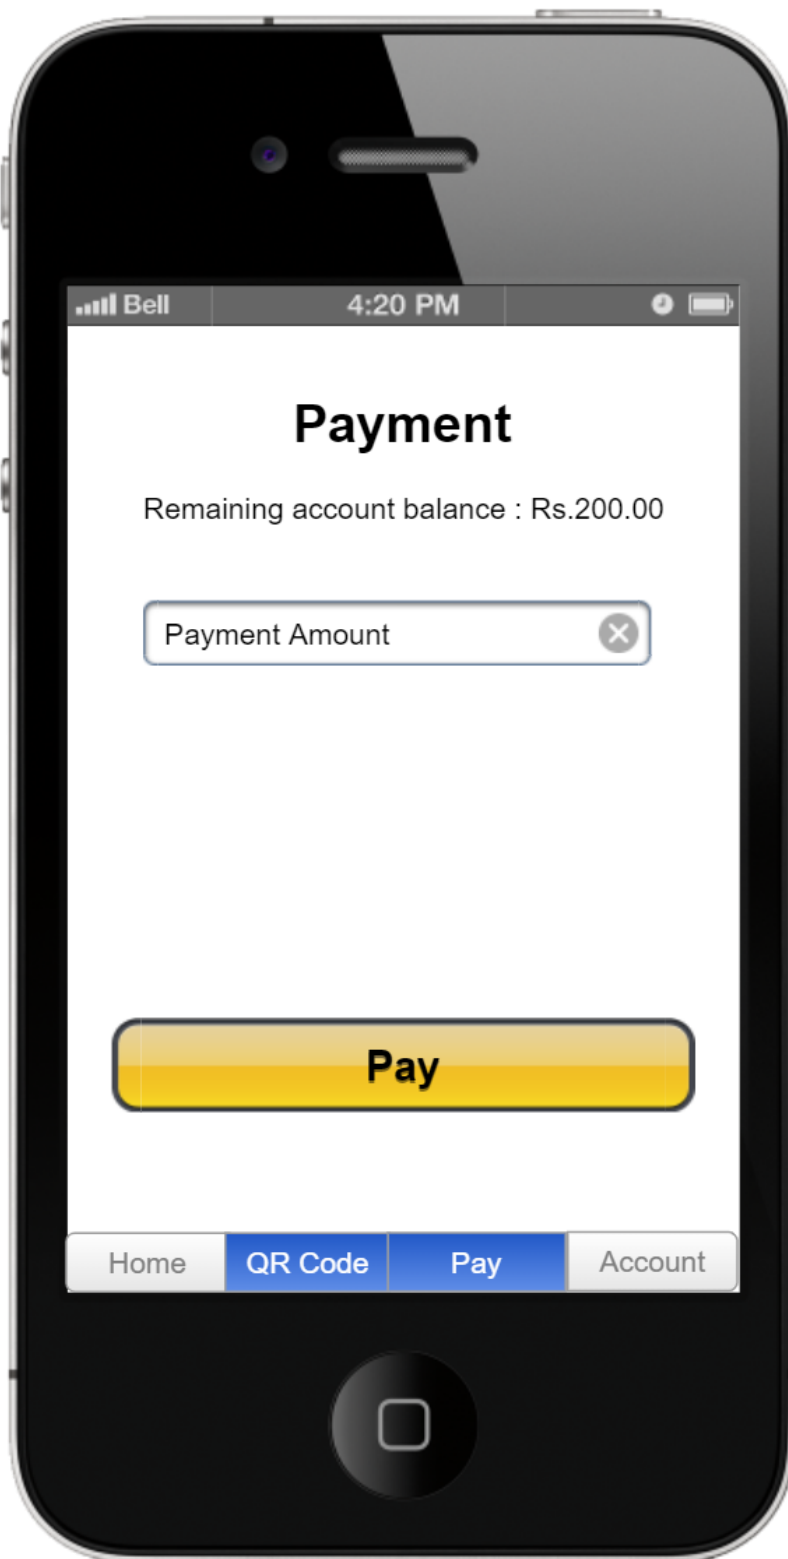 Bell 4:20 PM
Payment
Remaining account balance : Rs.200.00
Payment Amount
Pay
Home QR Code Pay Account